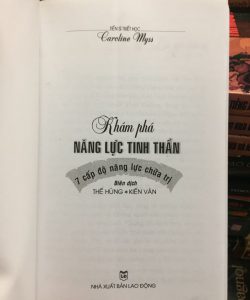 TIẾN SĨ TRIẾT HỌC
Caroline Myss
Khám phá
NĂNG LỰC TINH THẦN
7 cấp độ năng lực chữa trị
Biên dịch
THẾ HÙNG * KIẾN VĂN
NHÀ XUẤT BẢN LAO ĐỘNG